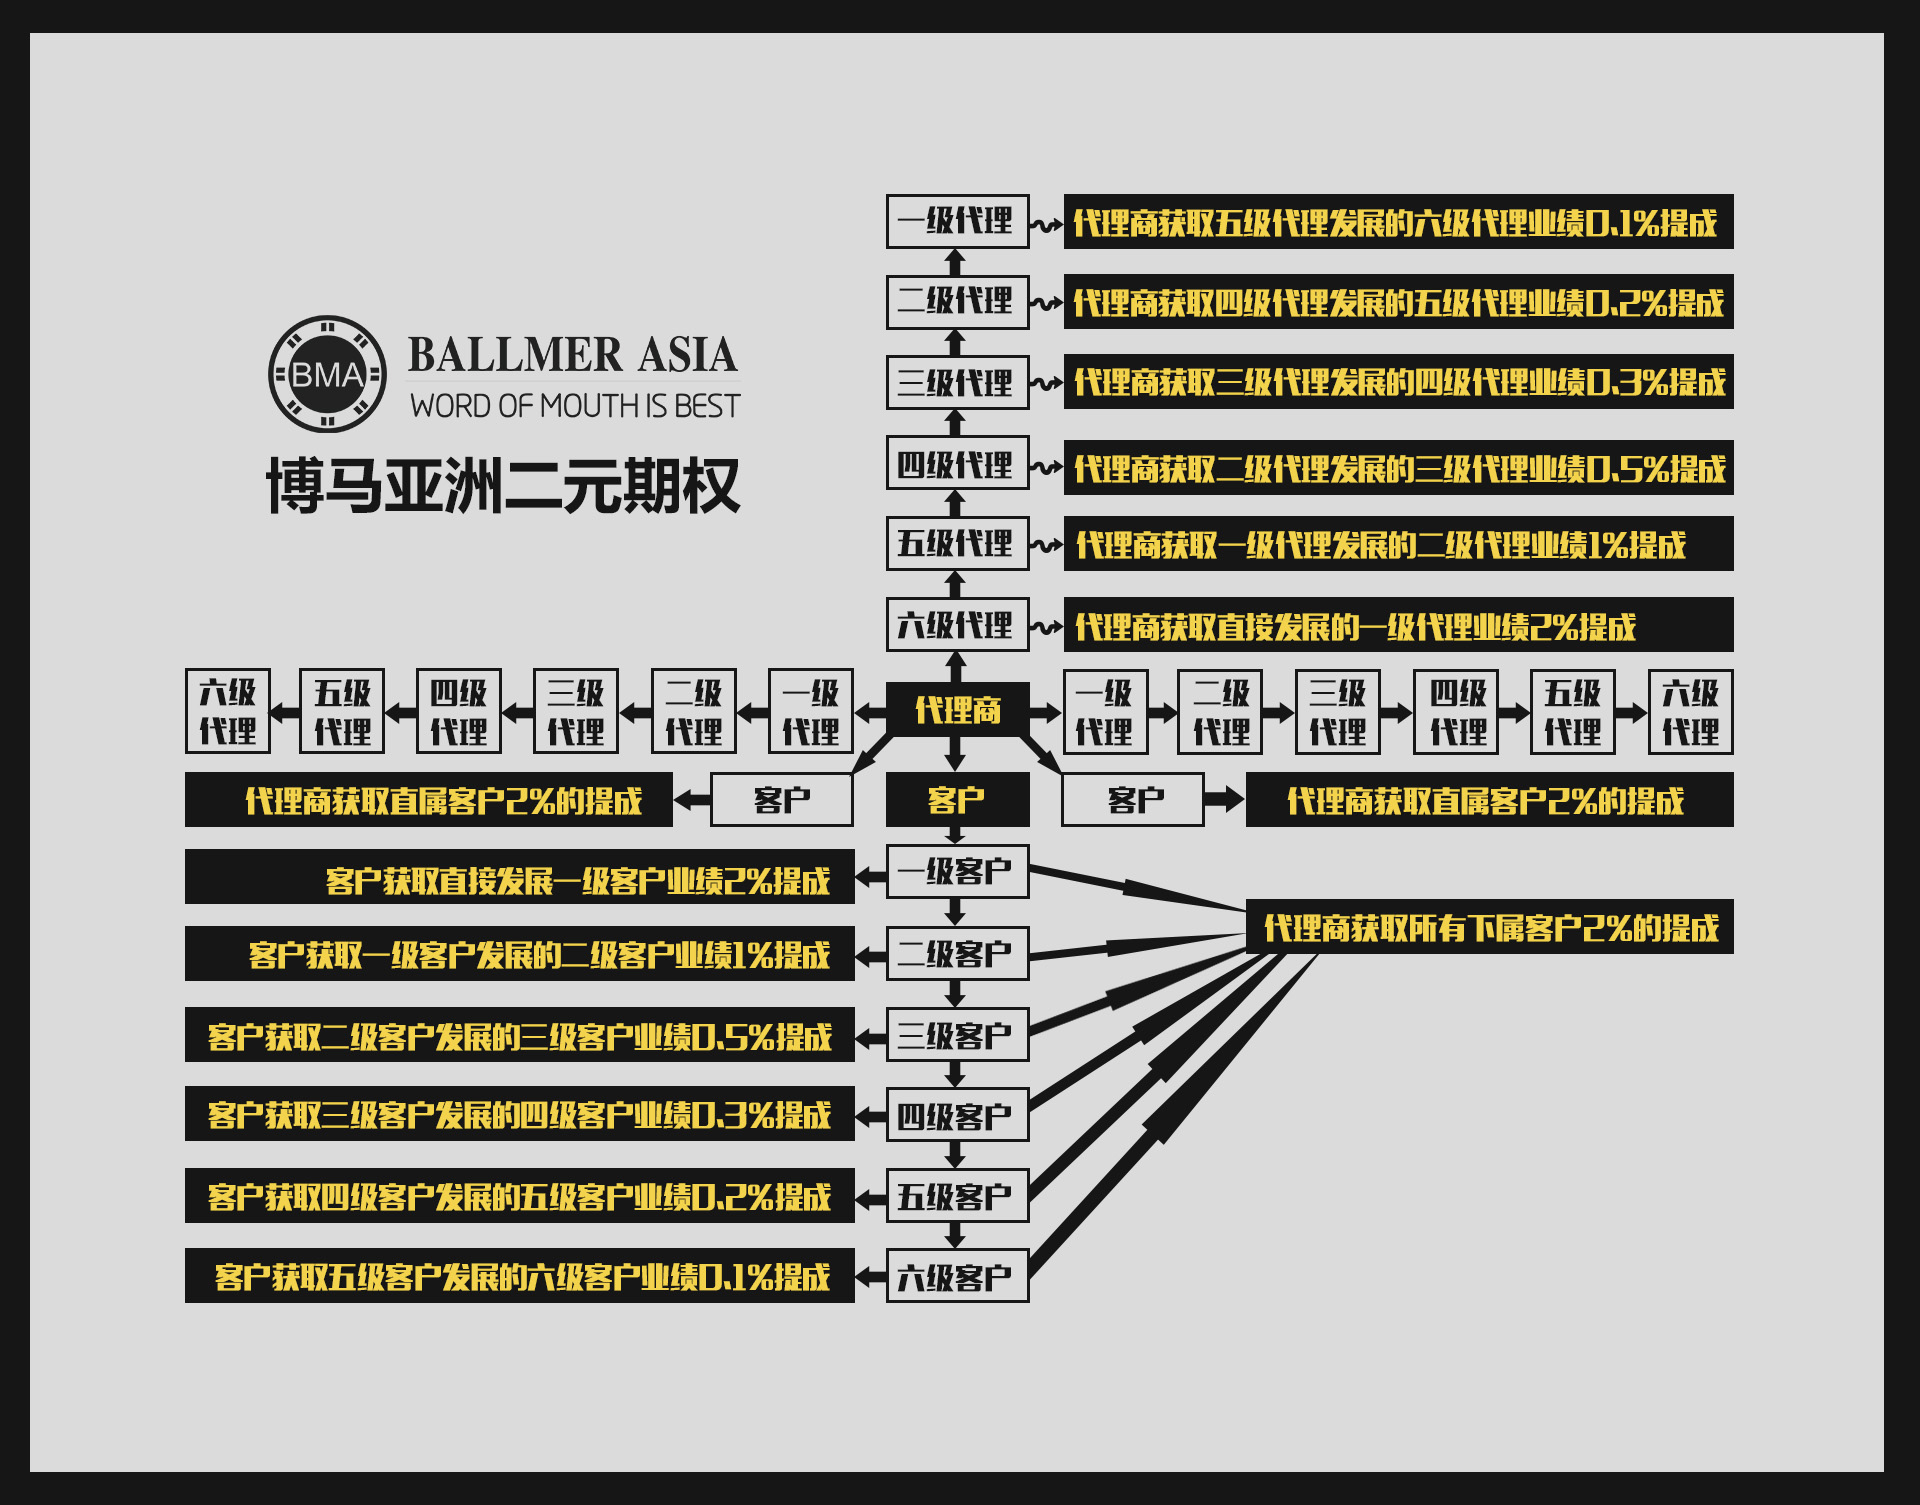 BALLMER ASIA
BMA
WORD OF MOUTH IS BEST
博马亚洲二元期权
一级代理
代理商获取五级代理发展的六级代理业绩0.1%提成
二级代理
代理商获取四级代理发展的五级代理业绩0.2%提成
三级代理
代理商获取三级代理发展的四级代理业绩0.3%提成
四级代理
代理商获取二级代理发展的三级代理业绩0.5%提成
五级代理
代理商获取一级代理发展的二级代理业绩1%提成
六级代理
代理商获取直接发展的一级代理业绩2%提成
六级
代理
五级
代理
四级
代理
三级
代理
二级
代理
一级
代理
代理商
一级
代理
二级
代理
三级
代理
四级
代理
五级
代理
六级
代理
代理商获取直属客户2%的提成
客户
客户
客户
代理商获取直属客户2%的提成
客户获取直接发展一级客户业绩2%提成
一级客户
代理商获取所有下属客户2%的提成
客户获取一级客户发展的二级客户业绩1%提成
二级客户
客户获取二级客户发展的三级客户业绩0.5%提成
三级客户
客户获取三级客户发展的四级客户业绩0.3%提成
四级客户
客户获取四级客户发展的五级客户业绩0.2%提成
五级客户
客户获取五级客户发展的六级客户业绩0.1%提成
六级客户